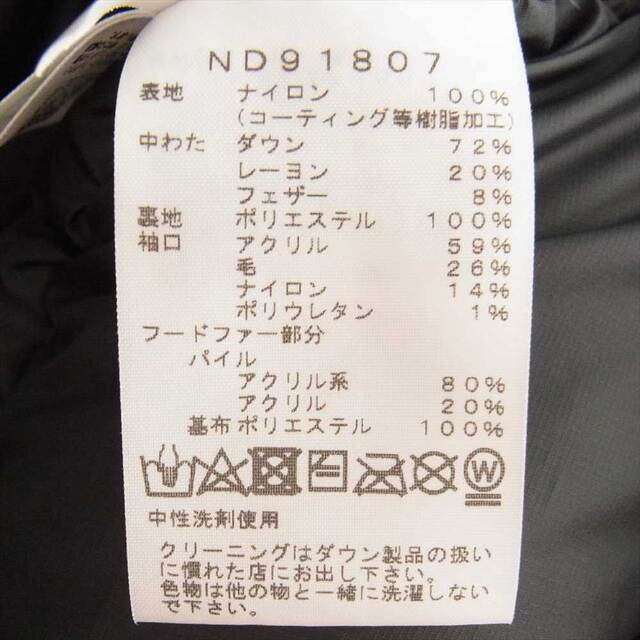 ND91807
表地 ナイロン 100%
(コーティング等樹脂加工)
中わた ダウン 72%
レーヨン 20%
フェザー 8%
裏地 ポリエステル 100%
袖口 アクリル 59%
毛 26%
ナイロン 14%
ポリウレタン 1%
フードファー部分
パイル
アクリル系 80%
アクリル 20%
基布ポリエステル 100%
W
中性洗剤使用
クリーニングはダウン製品の扱い
に慣れた店にお出し下さい。
色物は他の物と一緒に洗濯しない
で下さい。